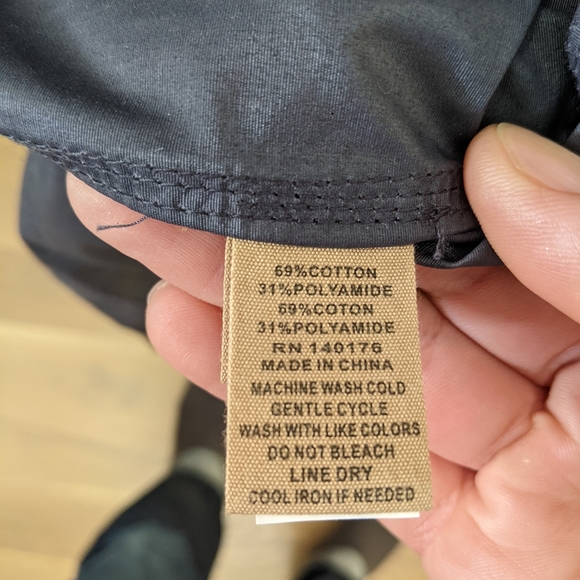 69%COTTON
31%POLYAMIDE
69%COTON
31%POLYAMIDE
RN 140176
MADE IN CHINA
MACHINE WASH COLD
GENTLE CYCLE
WASH WITH LIKE COLORS
DO NOT BLEACH
LINE DRY
COOL IRON IF NEEDED